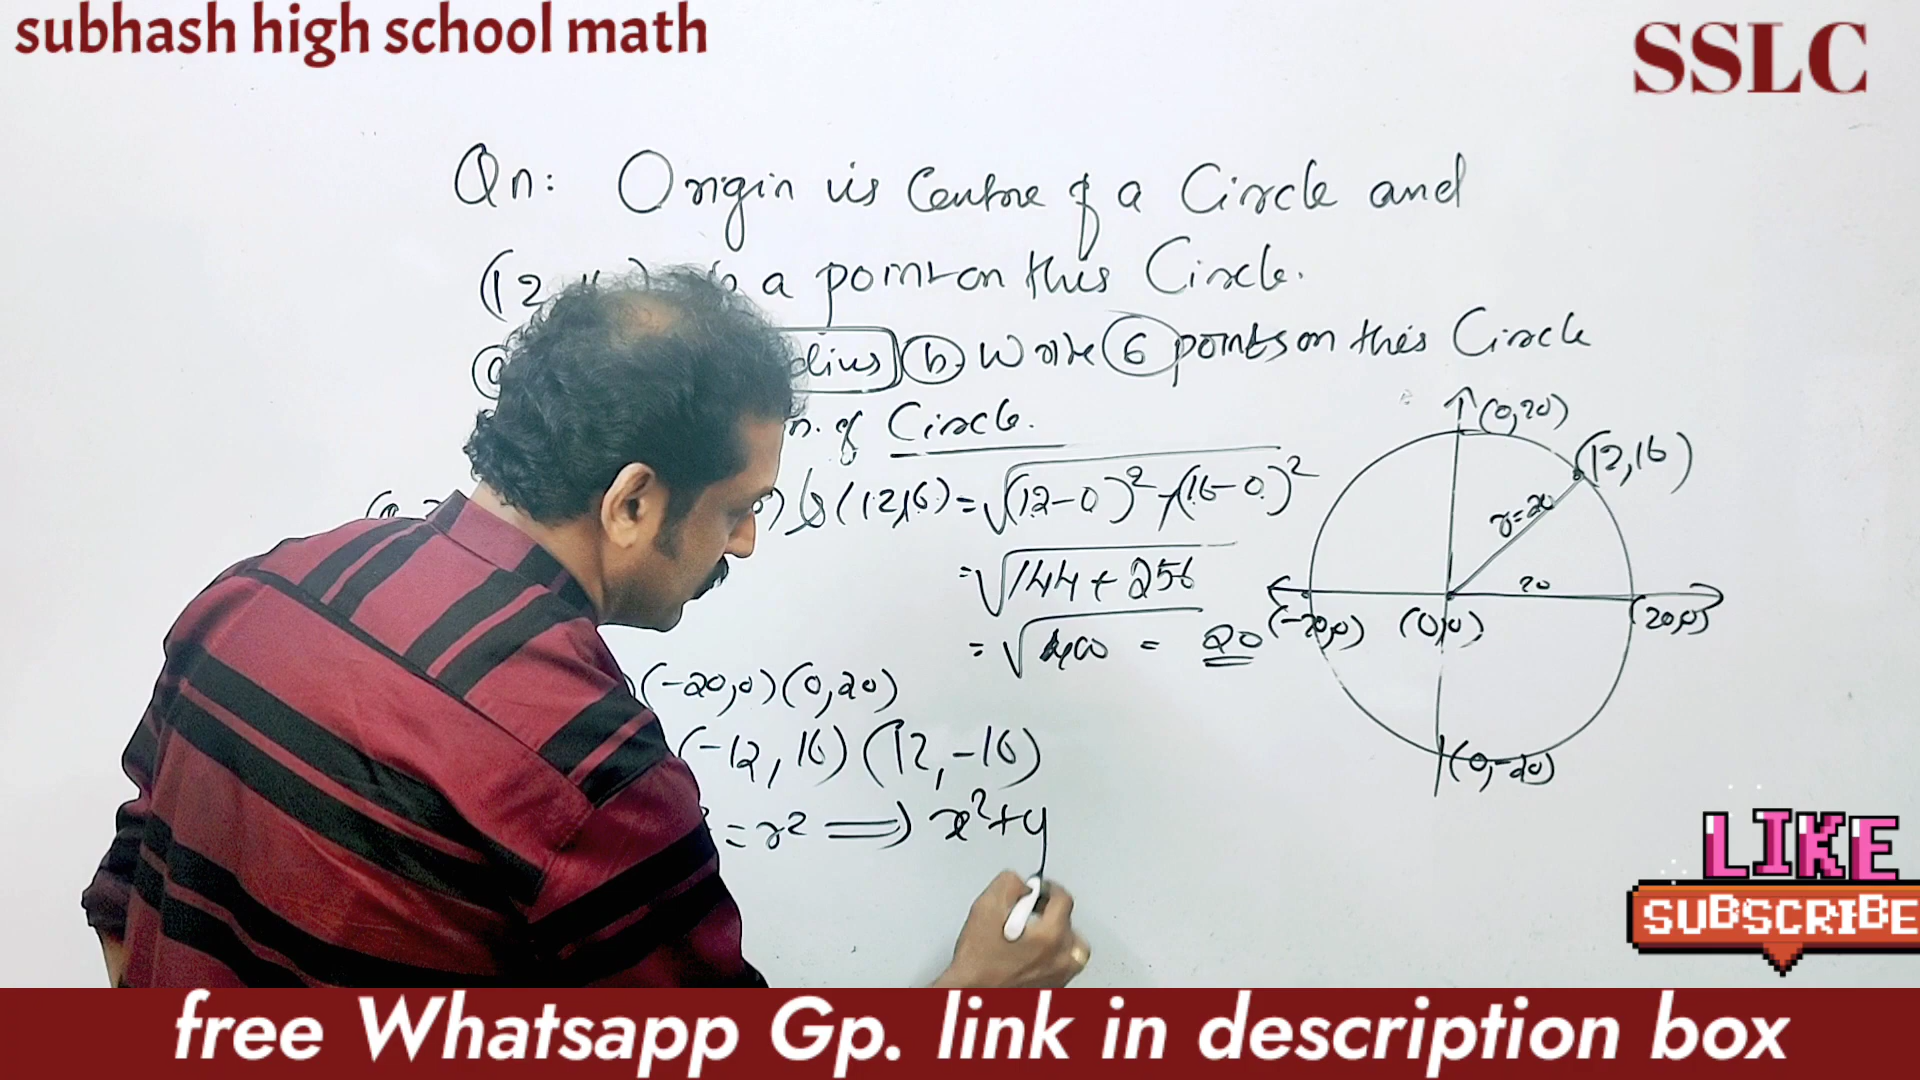 subhash high school math
SSLC
Qn: Origin is Centre of a Circle and
(12, is a point on this Circle.
dius b Write 6 points on this Circle
n. of Circle.
& (12,16) = √(12-0)² + (16-0)²
= √144 + 256
= √400 = 20
(-20,0) (0,20)
(-12, 16) (12, -16)
= r² ⟹ x²+y
(0,20)
(12,16)
r=20
20
(-20,0)
(0,0)
(20,0)
(0,-20)
LIKE
SUBSCRIBE
free Whatsapp Gp. link in description box